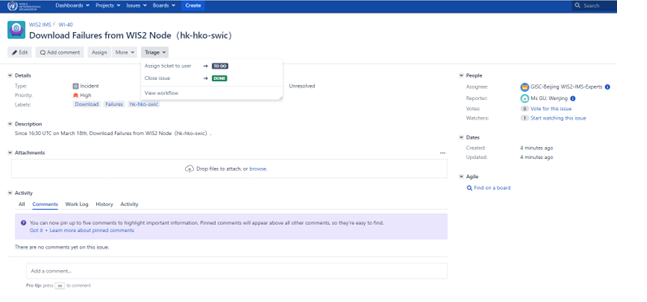 Dashboards Projects Issues Boards Create Search
WIS2 IMS / WI-40
Download Failures from WIS2 Node（hk-hko-swic）
Edit Add comment Assign More Triage
Assign ticket to user → TO DO
Close issue → DONE
View workflow
Details
Type: Incident
Unresolved
Priority: High
Labels: Download Failures hk-hko-swic
Description
Since 16:30 UTC on March 18th, Download Failures from WIS2 Node（hk-hko-swic）.
Attachments
Drop files to attach, or browse.
Activity
All Comments Work Log History Activity
You can now pin up to five comments to highlight important information. Pinned comments will appear above all other comments, so they're easy to find.
Got it • Learn more about pinned comments
There are no comments yet on this issue.
Add a comment...
Pro tip: press m to comment
People
Assignee: GISC-Beijing WIS2-IMS-Experts
Reporter: Ms GU: Wenjing
Votes: 0 Vote for this issue
Watchers: 1 Start watching this issue
Dates
Created: 4 minutes ago
Updated: 4 minutes ago
Agile
Find on a board